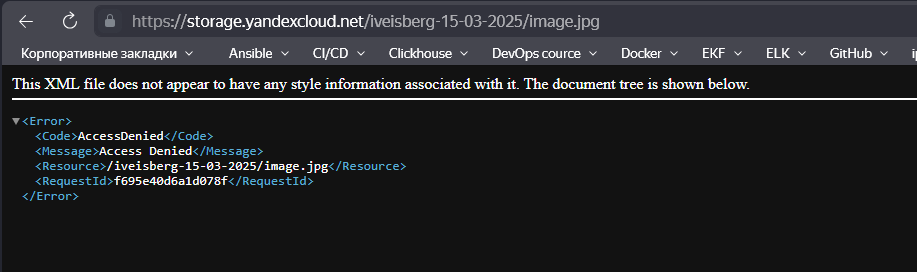 https://storage.yandexcloud.net/iveisberg-15-03-2025/image.jpg
Корпоративные закладки Ansible CI/CD Clickhouse DevOps cource Docker EKF ELK GitHub
This XML file does not appear to have any style information associated with it. The document tree is shown below.
<Error>
<Code>AccessDenied</Code>
<Message>Access Denied</Message>
<Resource>/iveisberg-15-03-2025/image.jpg</Resource>
<RequestId>f695e40d6a1d078f</RequestId>
</Error>